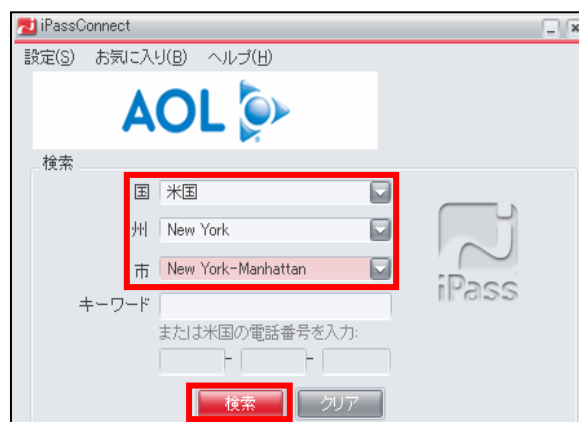 iPassConnect
設定(S) お気に入り(B) ヘルプ(H)
AOL
検索
国 米国
州 New York
市 New York-Manhattan
iPass
キーワード
または米国の電話番号を入力:
- -
検索 クリア